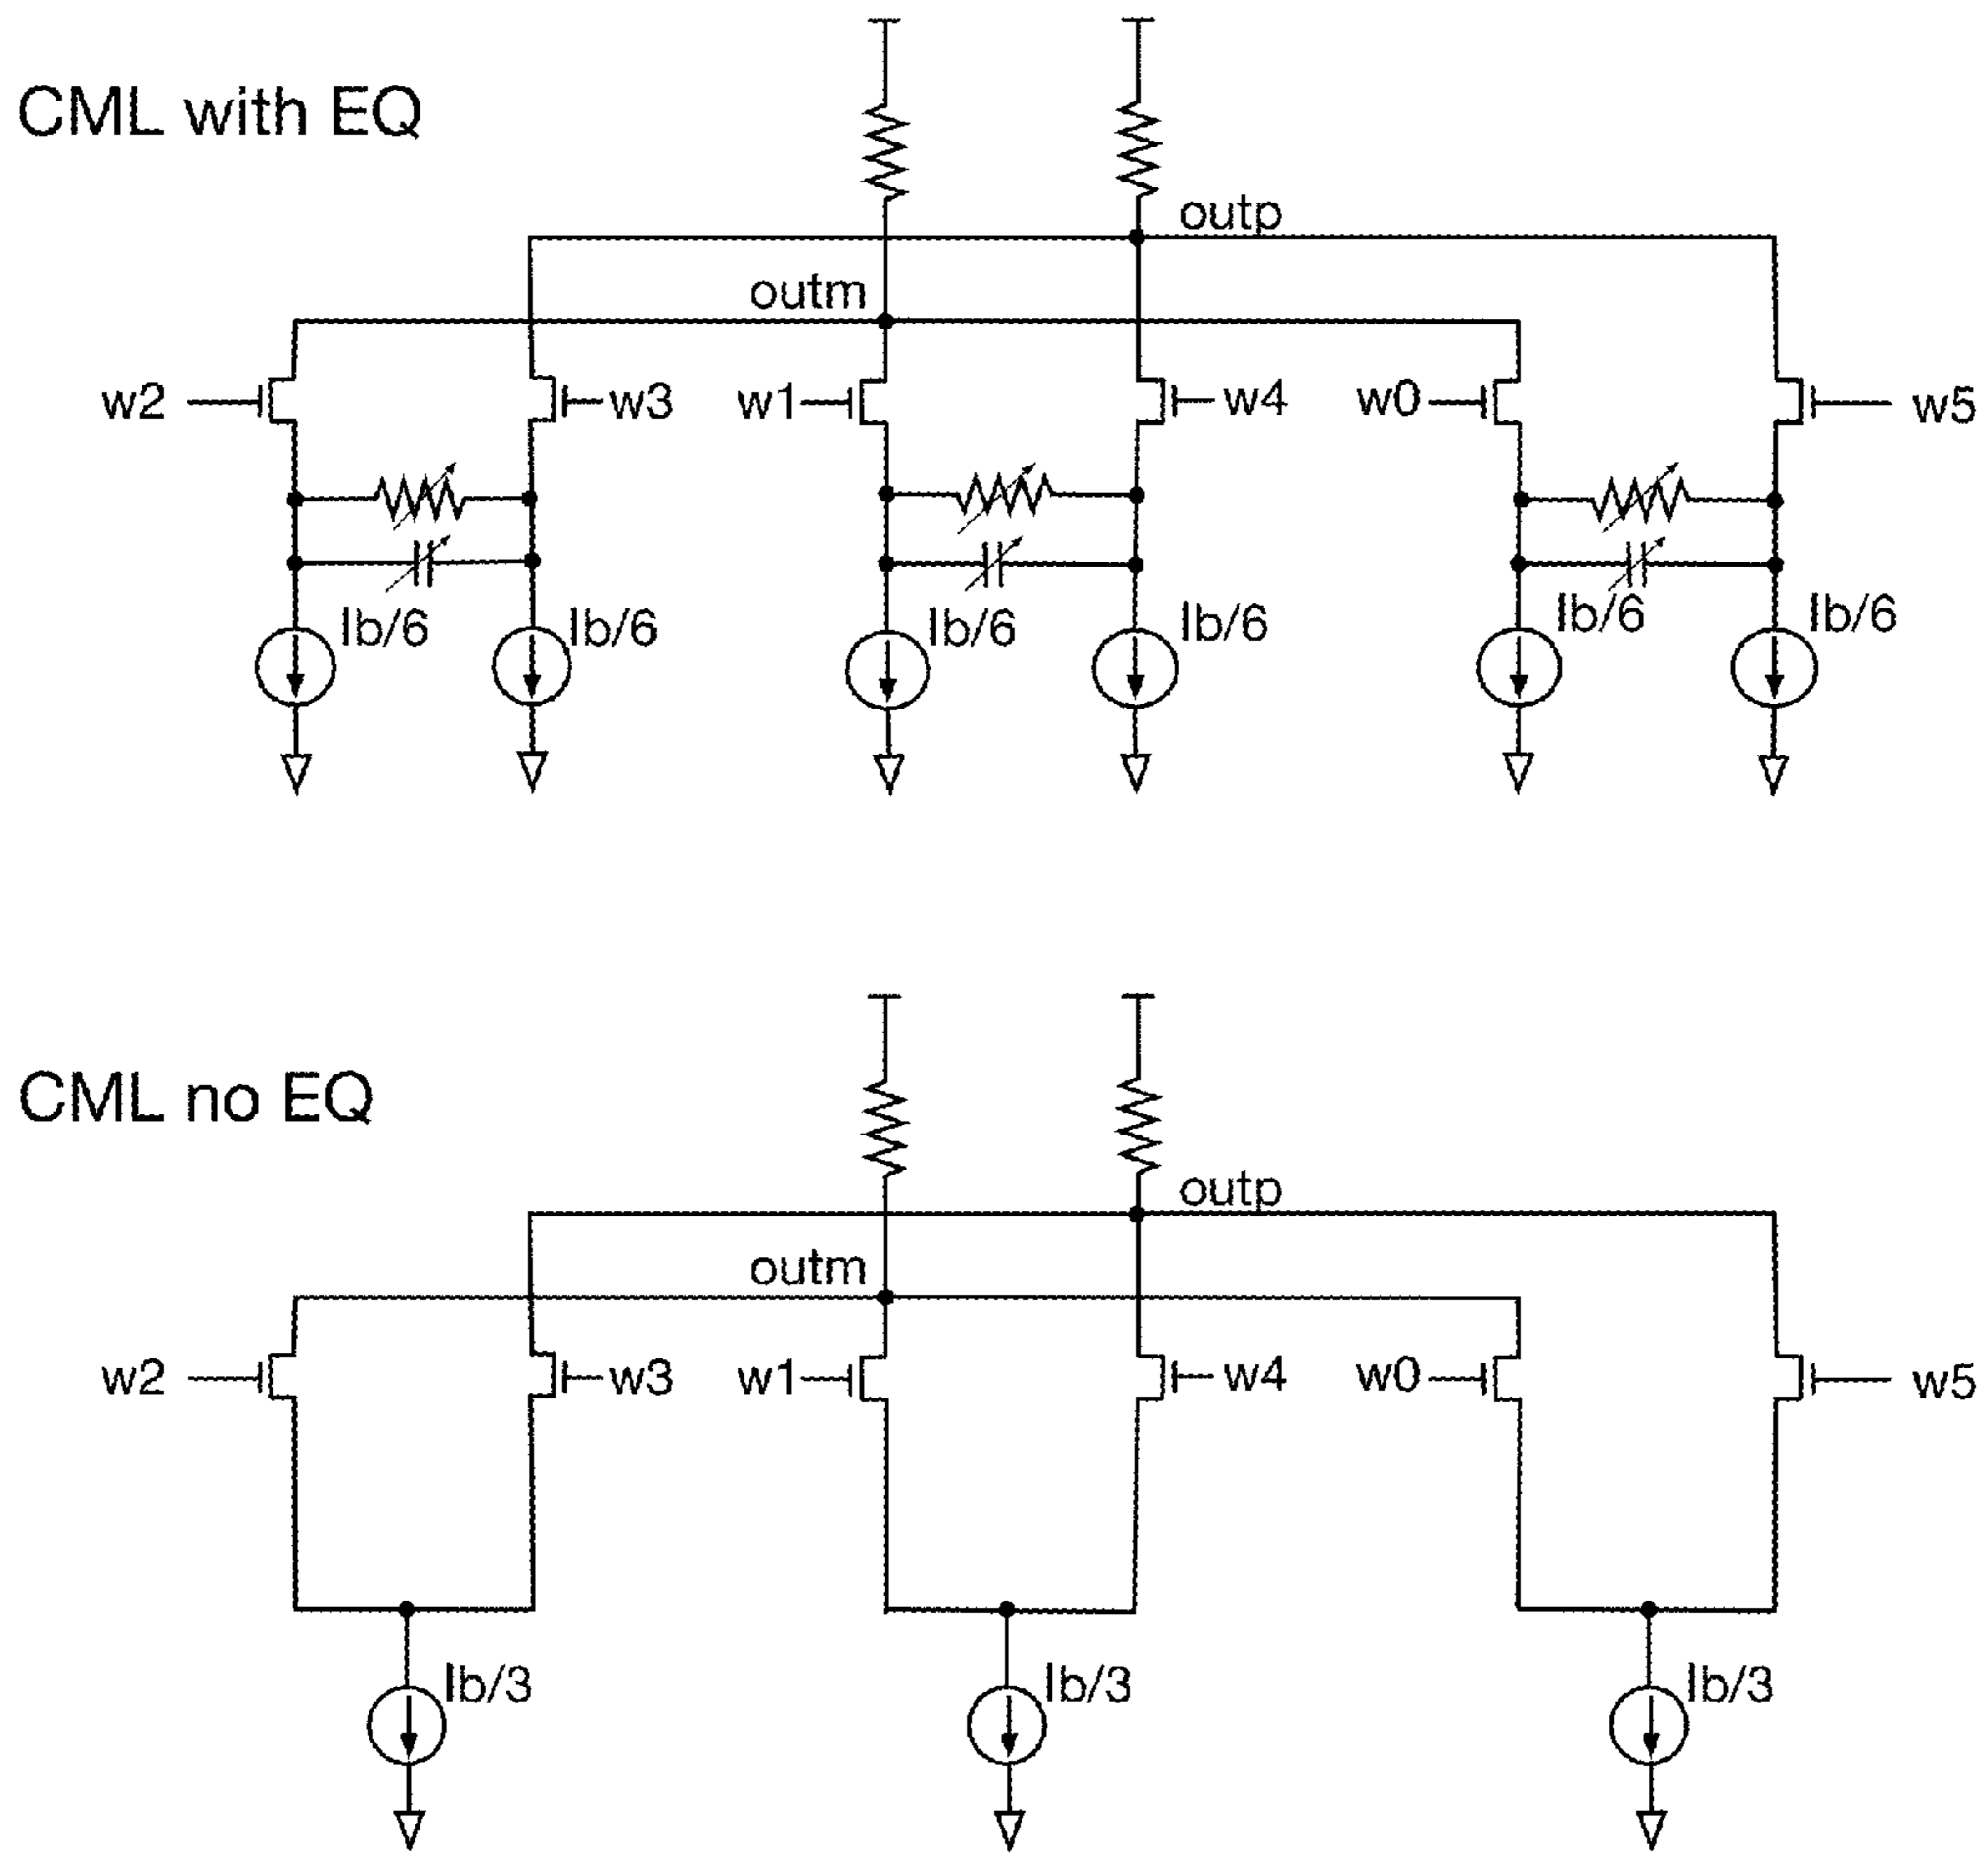 CML with EQ
outp
outm
w2 w3 w1 w4 w0 w5
Ib/6 Ib/6 Ib/6 Ib/6 Ib/6 Ib/6
CML no EQ
outp
outm
w2 w3 w1 w4 w0 w5
Ib/3 Ib/3 Ib/3